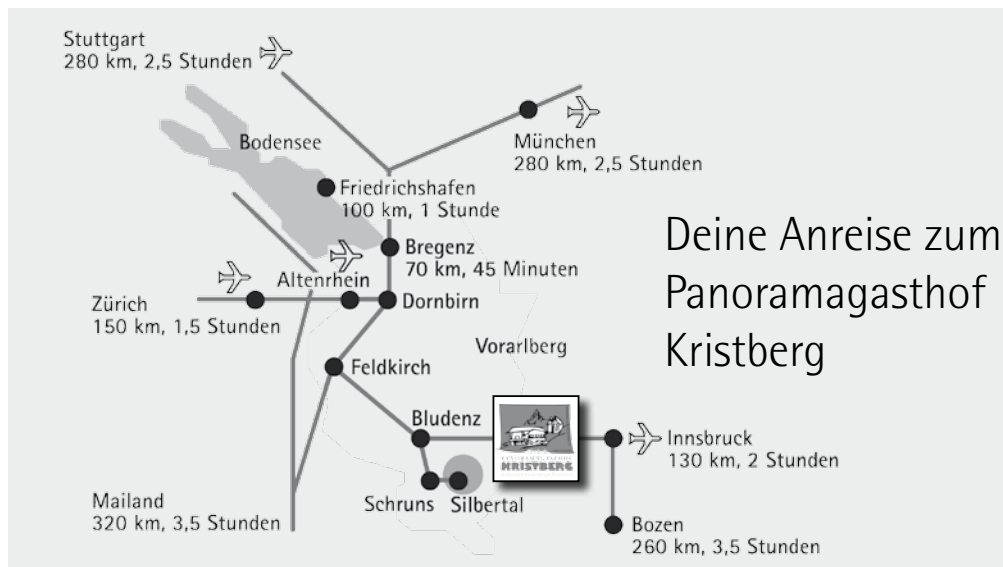 Stuttgart
280 km, 2,5 Stunden
Bodensee
München
280 km, 2,5 Stunden
Friedrichshafen
100 km, 1 Stunde
Bregenz
70 km, 45 Minuten
Altenrhein
Zürich
150 km, 1,5 Stunden
Dornbirn
Deine Anreise zum
Panoramagasthof
Kristberg
Vorarlberg
Feldkirch
Bludenz
KRISTBERG
Innsbruck
130 km, 2 Stunden
Schruns
Silbertal
Mailand
320 km, 3,5 Stunden
Bozen
260 km, 3,5 Stunden